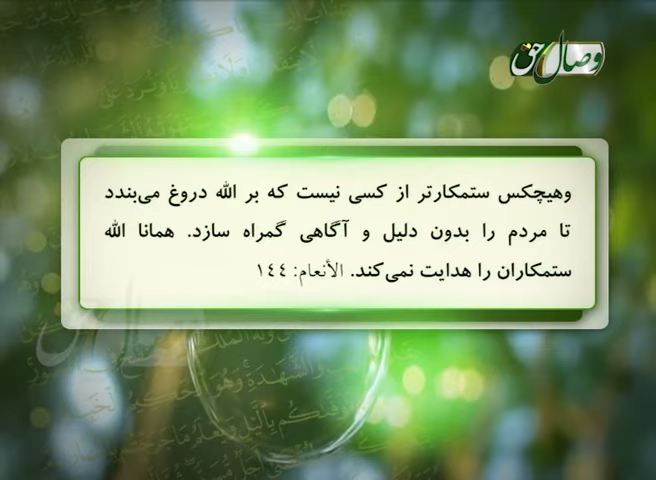 وصال حق
وهیچکس ستمکارتر از کسی نیست که بر الله دروغ می‌بندد
تا مردم را بدون دلیل و آگاهی گمراه سازد. همانا الله
ستمکاران را هدایت نمی‌کند. الأنعام: ١٤٤